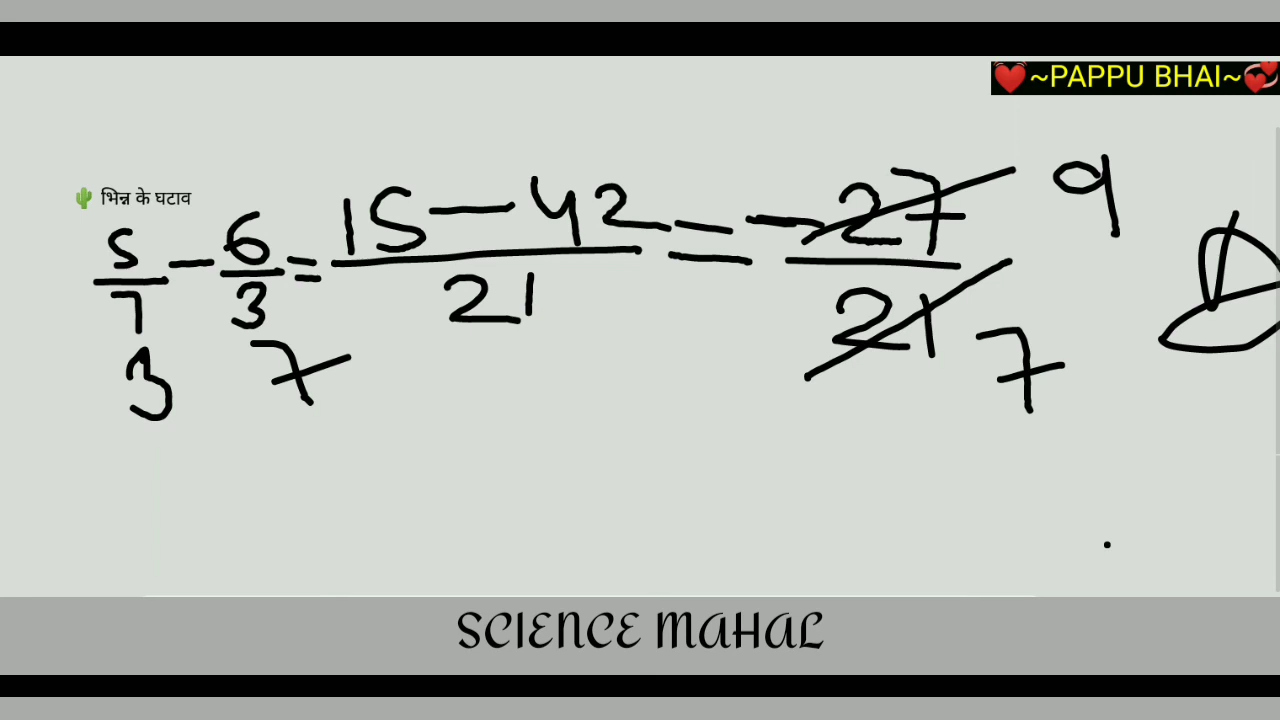 ❤️~PAPPU BHAI~💞
🌵 भिन्न के घटाव
5/7 - 6/3 = 15 - 42/21 = - 27/21 9
3 7 7
SCIENCE MAHAL